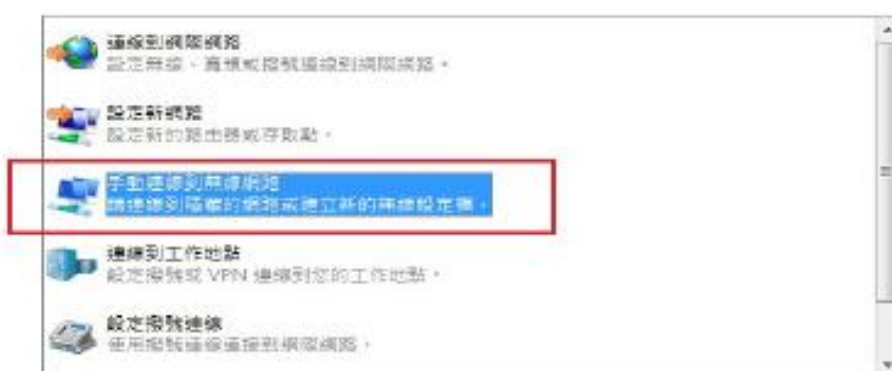 連線到網際網路
設定無線、寬頻或撥號連線到網際網路。
設定新網路
設定新的路由器或存取點。
手動連線到無線網路
請連線到隱藏的網路或建立新的無線設定檔。
連線到工作地點
設定撥號或 VPN 連線到您的工作地點。
設定撥號連線
使用撥號連線連接到網際網路。